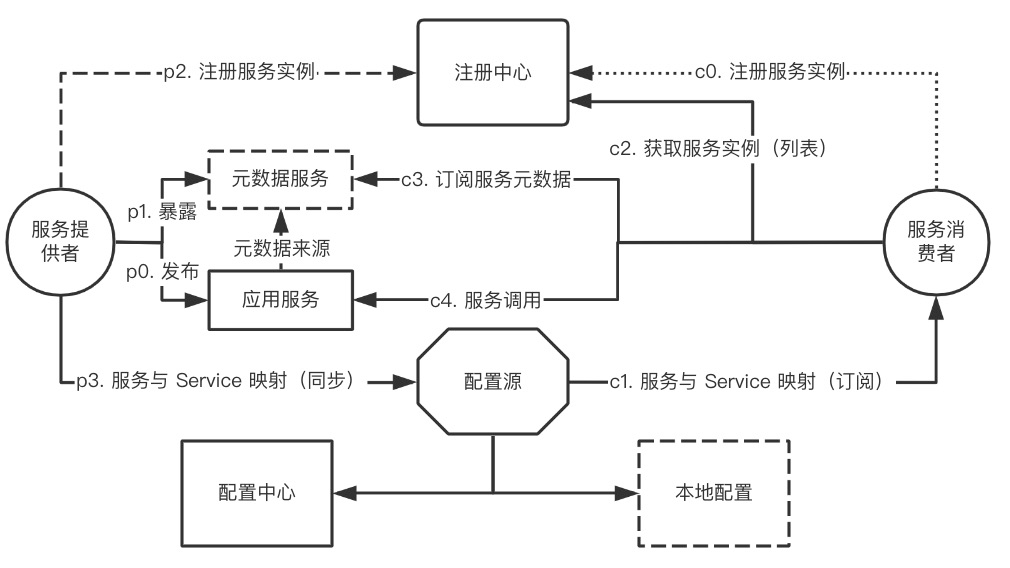 p2. 注册服务实例
注册中心
c0. 注册服务实例
c2. 获取服务实例（列表）
元数据服务
c3. 订阅服务元数据
p1. 暴露
服务提
供者
服务消
费者
元数据来源
p0. 发布
应用服务
c4. 服务调用
p3. 服务与 Service 映射（同步）
配置源
c1. 服务与 Service 映射（订阅）
配置中心
本地配置